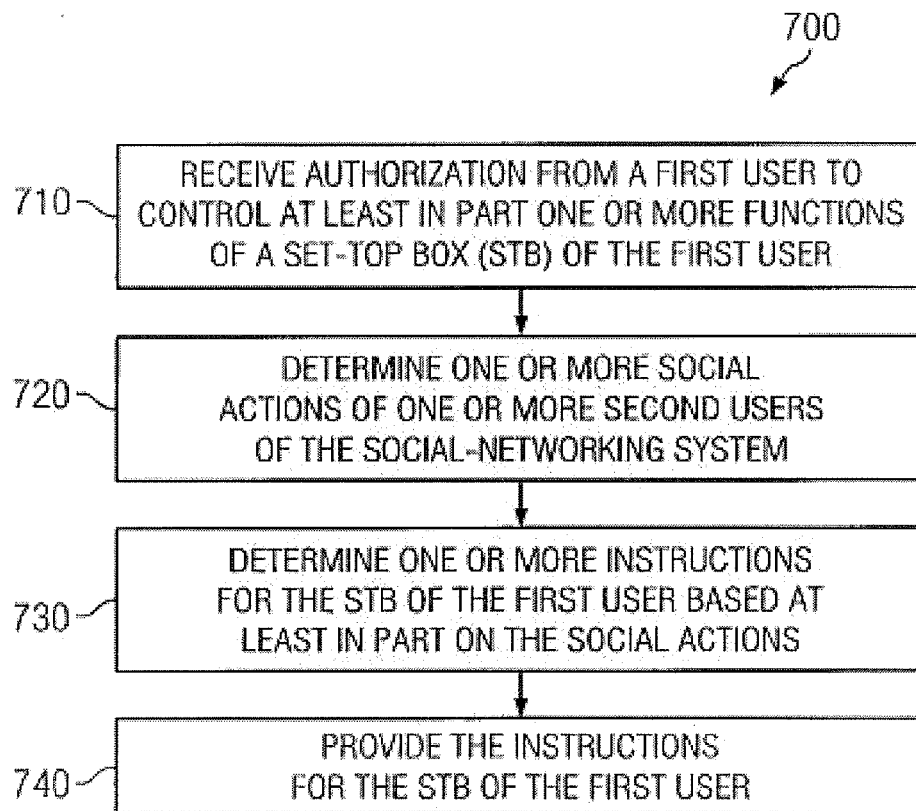 700
710
RECEIVE AUTHORIZATION FROM A FIRST USER TO
CONTROL AT LEAST IN PART ONE OR MORE FUNCTIONS
OF A SET-TOP BOX (STB) OF THE FIRST USER
720
DETERMINE ONE OR MORE SOCIAL
ACTIONS OF ONE OR MORE SECOND USERS
OF THE SOCIAL-NETWORKING SYSTEM
730
DETERMINE ONE OR MORE INSTRUCTIONS
FOR THE STB OF THE FIRST USER BASED AT
LEAST IN PART ON THE SOCIAL ACTIONS
740
PROVIDE THE INSTRUCTIONS
FOR THE STB OF THE FIRST USER